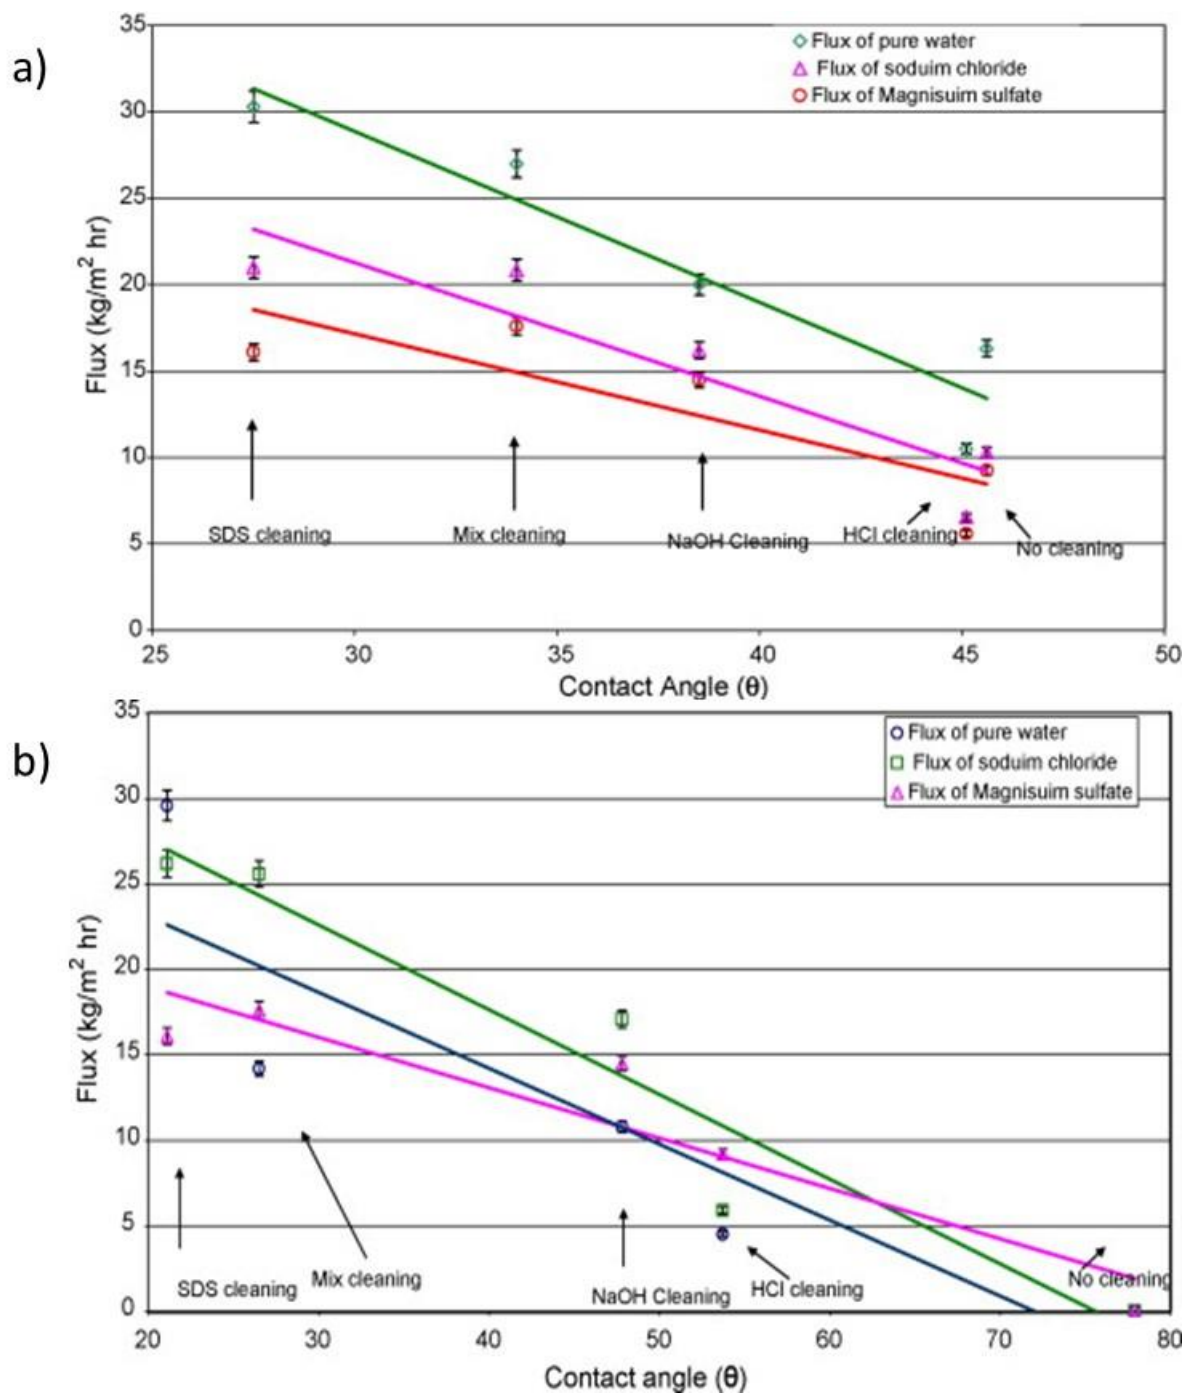 a)
35
30
25
20
15
10
5
0
Flux (kg/m² hr)
Flux of pure water
Flux of soduim chloride
Flux of Magnisuim sulfate
SDS cleaning
Mix cleaning
NaOH Cleaning
HCl cleaning
No cleaning
25 30 35 40 45 50
Contact Angle (θ)
b)
35
30
25
20
15
10
5
0
Flux (kg/m² hr)
Flux of pure water
Flux of soduim chloride
Flux of Magnisuim sulfate
SDS cleaning
Mix cleaning
NaOH Cleaning
HCl cleaning
No cleaning
20 30 40 50 60 70 80
Contact angle (θ)